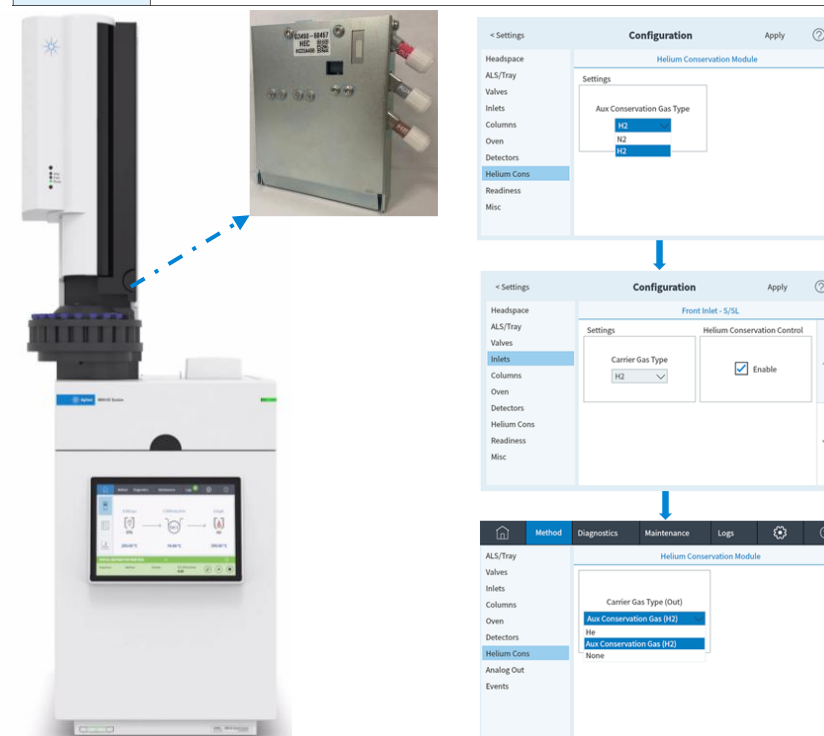 HEC
< Settings
Configuration
Apply
Headspace
ALS/Tray
Valves
Inlets
Columns
Oven
Detectors
Helium Cons
Readiness
Misc
Helium Conservation Module
Settings
Aux Conservation Gas Type
H2
N2
H2
< Settings
Configuration
Apply
Headspace
ALS/Tray
Valves
Inlets
Columns
Oven
Detectors
Helium Cons
Readiness
Misc
Front Inlet - S/SL
Settings
Helium Conservation Control
Carrier Gas Type
H2
Enable
Method
Diagnostics
Maintenance
Logs
ALS/Tray
Valves
Inlets
Columns
Oven
Detectors
Helium Cons
Analog Out
Events
Helium Conservation Module
Carrier Gas Type (Out)
Aux Conservation Gas (H2)
He
Aux Conservation Gas (H2)
None
Agilent